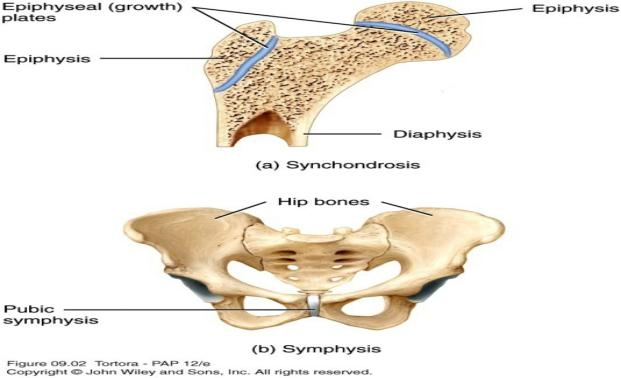 Epiphyseal (growth)
plates
Epiphysis
Epiphysis
Diaphysis
(a) Synchondrosis
Hip bones
Pubic
symphysis
(b) Symphysis
Figure 09.02 Tortora - PAP 12/e
Copyright © John Wiley and Sons, Inc. All rights reserved.